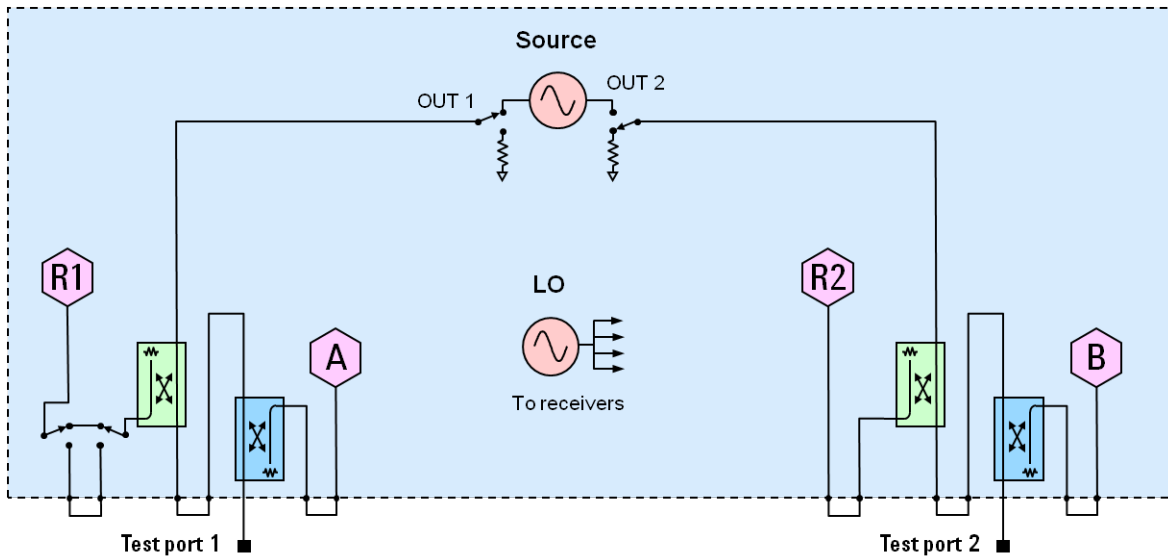 Source
OUT 1
OUT 2
R1
LO
R2
A
B
To receivers
Test port 1
Test port 2